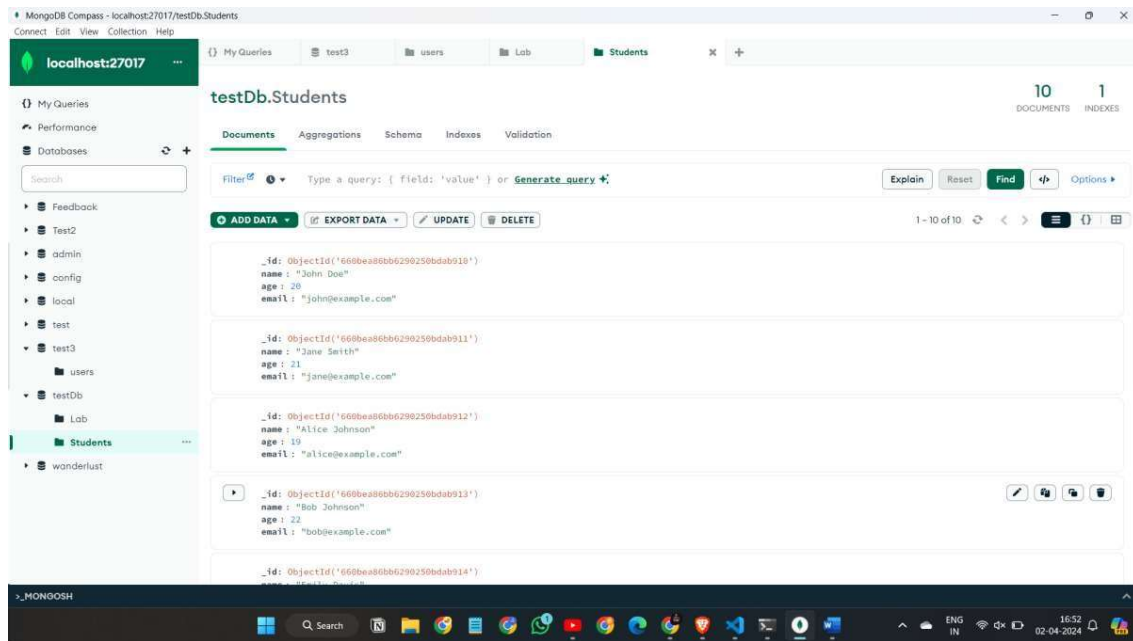 MongoDB Compass - localhost:27017/testDb.Students
Connect Edit View Collection Help
localhost:27017 ...
{} My Queries test3 users Lab Students
My Queries
Performance
Databases
Search
Feedback
Test2
admin
config
local
test
test3
users
testDb
Lab
Students ...
wanderlust
testDb.Students
10 DOCUMENTS
1 INDEXES
Documents Aggregations Schema Indexes Validation
Filter Type a query: { field: 'value' } or Generate query Explain Reset Find </> Options
ADD DATA EXPORT DATA UPDATE DELETE 1 – 10 of 10 {}
_id: ObjectId('660bea86bb6290250bdab910')
name : "John Doe"
age : 20
email : "john@example.com"
_id: ObjectId('660bea86bb6290250bdab911')
name : "Jane Smith"
age : 21
email : "jane@example.com"
_id: ObjectId('660bea86bb6290250bdab912')
name : "Alice Johnson"
age : 19
email : "alice@example.com"
_id: ObjectId('660bea86bb6290250bdab913')
name : "Bob Johnson"
age : 22
email : "bob@example.com"
_id: ObjectId('660bea86bb6290250bdab914')
>_MONGOSH
Search
ENG
IN
16:52
02-04-2024